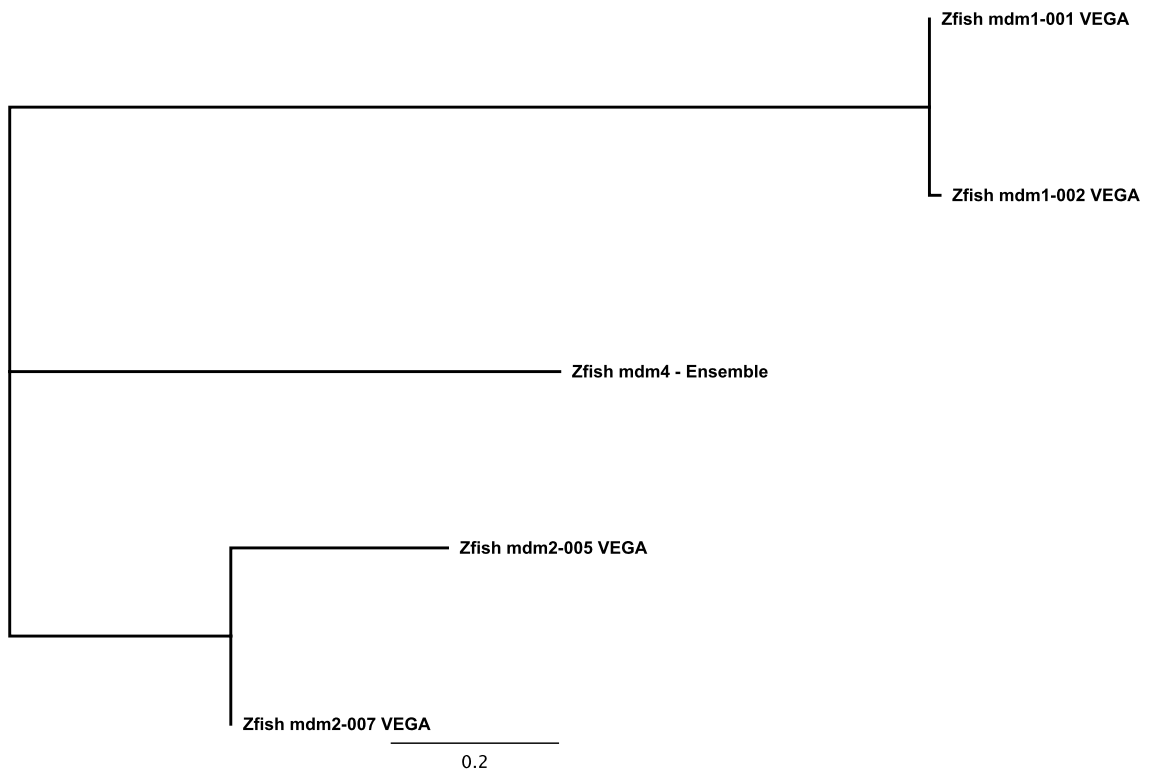 Zfish mdm1-001 VEGA
Zfish mdm1-002 VEGA
Zfish mdm4 - Ensemble
Zfish mdm2-005 VEGA
Zfish mdm2-007 VEGA
0.2